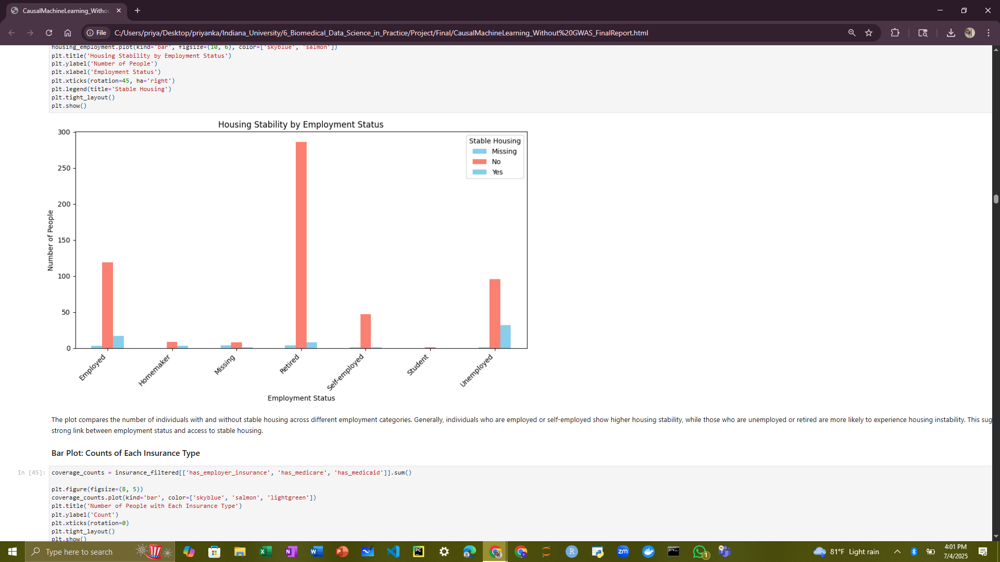 CausalMachineLearning_Withou
File
C:/Users/priya/Desktop/priyanka/Indiana_University/6_Biomedical_Data_Science_in_Practice/Project/Final/CausalMachineLearning_Without%20GWAS_FinalReport.html
housing_employment.plot(kind='bar', figsize=(10, 6), color=['skyblue', 'salmon'])
plt.title('Housing Stability by Employment Status')
plt.ylabel('Number of People')
plt.xlabel('Employment Status')
plt.xticks(rotation=45, ha='right')
plt.legend(title='Stable Housing')
plt.tight_layout()
plt.show()
Housing Stability by Employment Status
300
250
200
150
100
50
0
Number of People
Stable Housing
Missing
No
Yes
Employed
Homemaker
Missing
Retired
Self-employed
Student
Unemployed
Employment Status
The plot compares the number of individuals with and without stable housing across different employment categories. Generally, individuals who are employed or self-employed show higher housing stability, while those who are unemployed or retired are more likely to experience housing instability. This sug
strong link between employment status and access to stable housing.
Bar Plot: Counts of Each Insurance Type
In [45]:
coverage_counts = insurance_filtered[['has_employer_insurance', 'has_medicare', 'has_medicaid']].sum()
plt.figure(figsize=(8, 5))
coverage_counts.plot(kind='bar', color=['skyblue', 'salmon', 'lightgreen'])
plt.title('Number of People with Each Insurance Type')
plt.ylabel('Count')
plt.xticks(rotation=0)
plt.tight_layout()
plt.show()
Type here to search
PC
R
zm
1
81°F Light rain
4:01 PM
7/4/2025